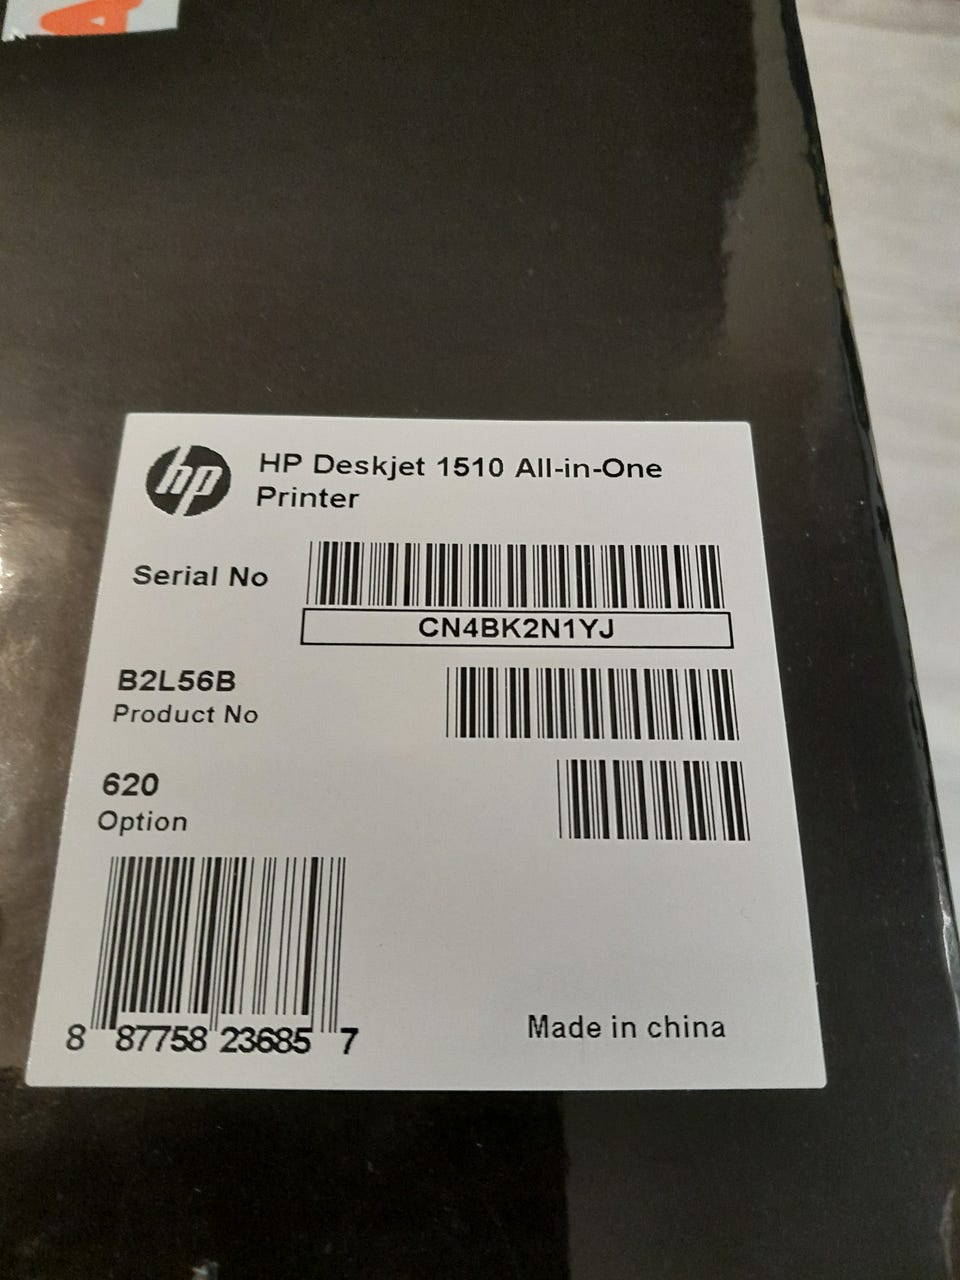 hp
HP Deskjet 1510 All-in-One
Printer
Serial No
CN4BK2N1YJ
B2L56B
Product No
620
Option
8 87758 23685 7
Made in china